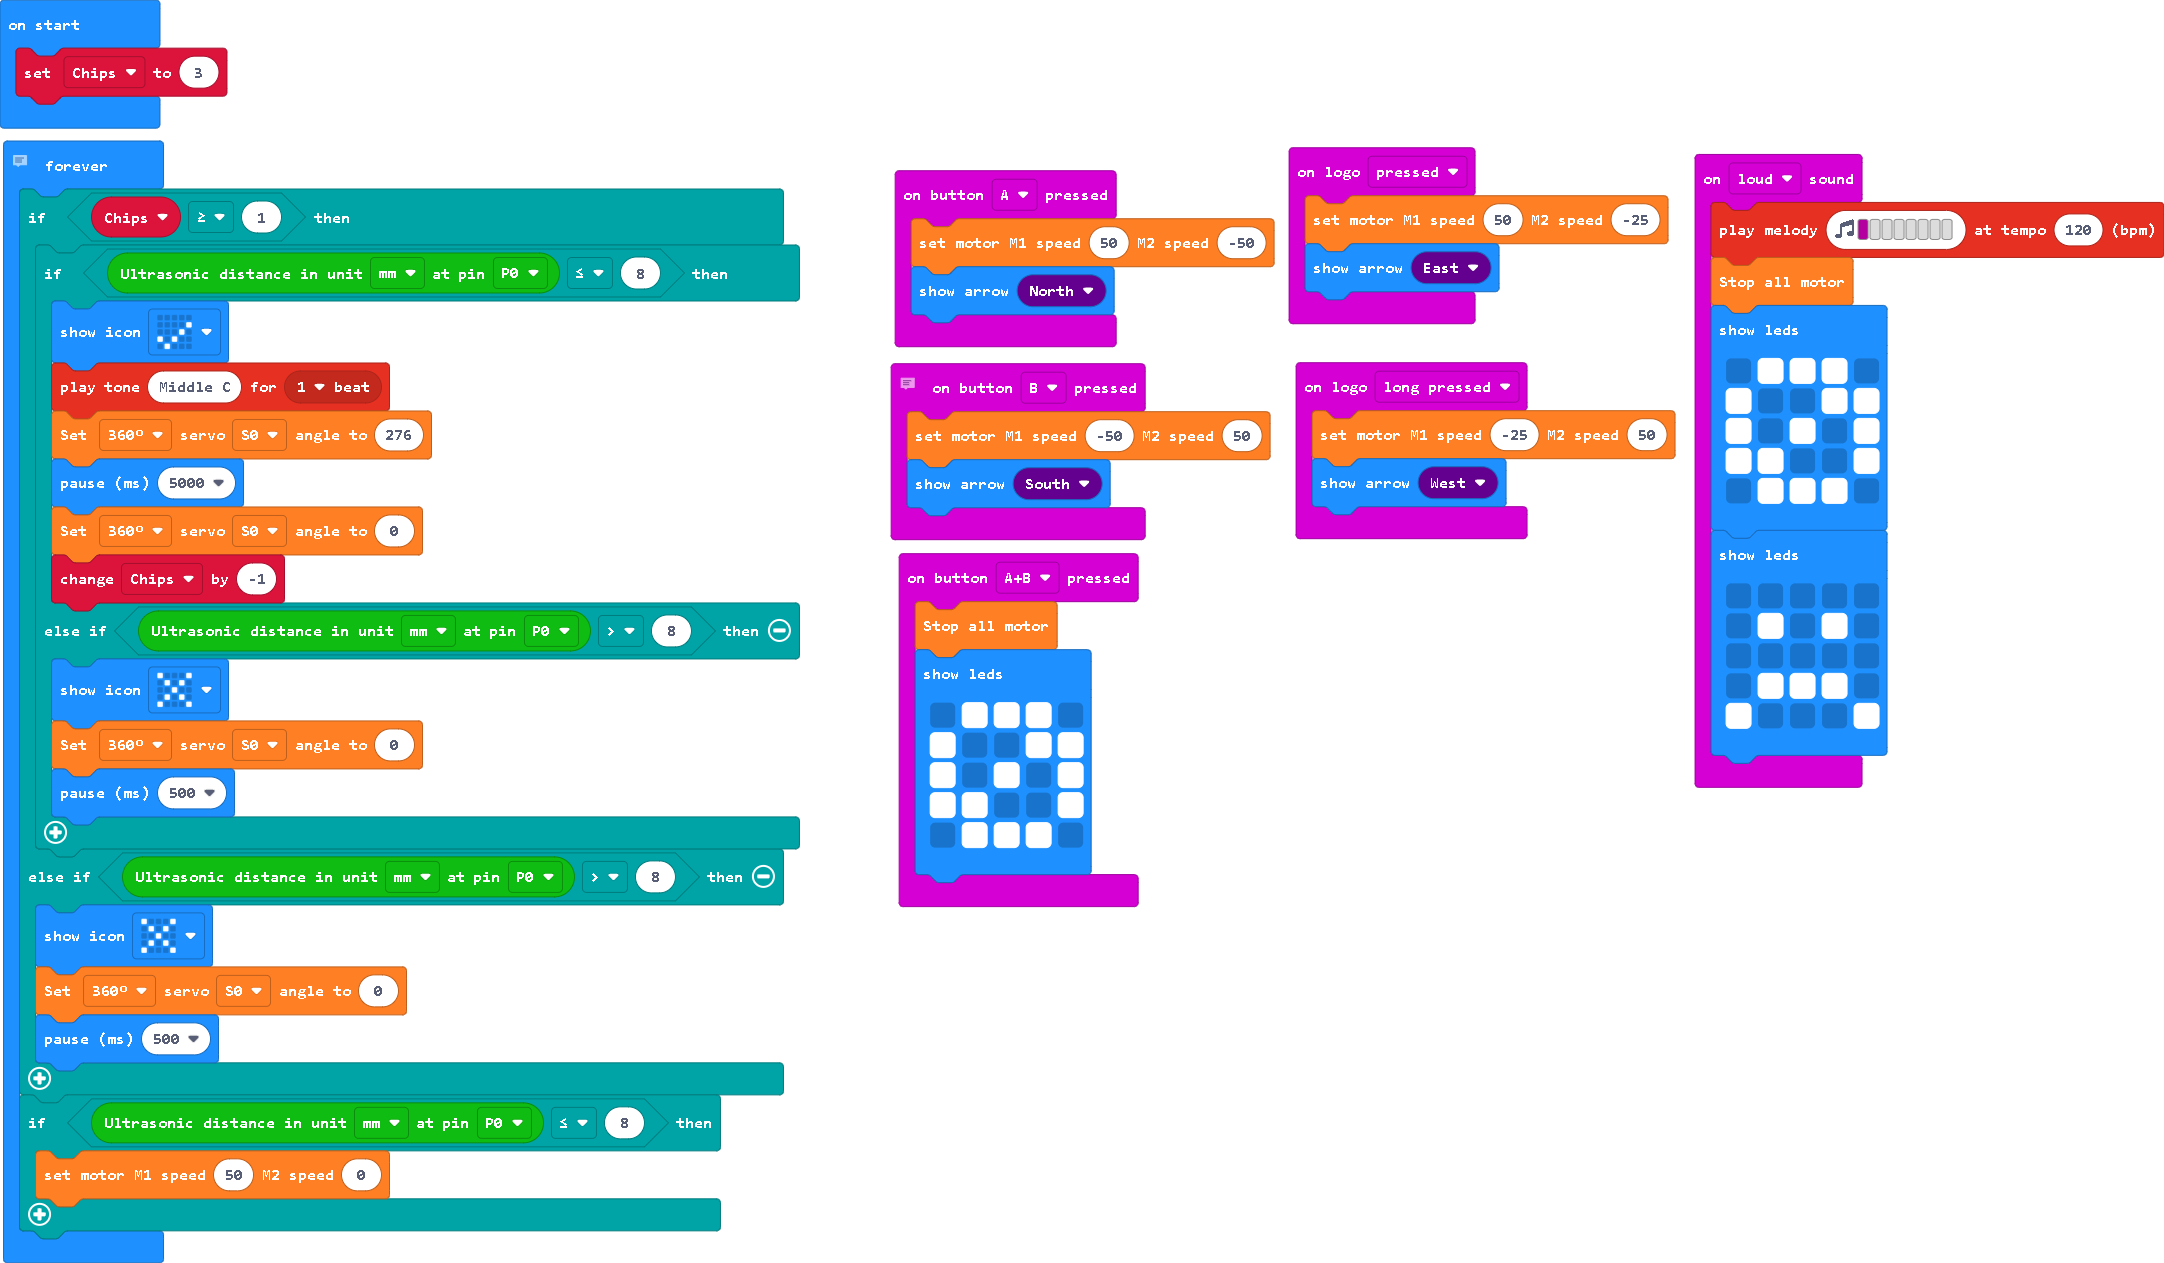 on start
set Chips to 3
forever
if Chips ≥ 1 then
if Ultrasonic distance in unit mm at pin P0 ≤ 8 then
show icon
play tone Middle C for 1 beat
Set 360° servo S0 angle to 276
pause (ms) 5000
Set 360° servo S0 angle to 0
change Chips by -1
else if Ultrasonic distance in unit mm at pin P0 > 8 then
show icon
Set 360° servo S0 angle to 0
pause (ms) 500
else if Ultrasonic distance in unit mm at pin P0 > 8 then
show icon
Set 360° servo S0 angle to 0
pause (ms) 500
if Ultrasonic distance in unit mm at pin P0 ≤ 8 then
set motor M1 speed 50 M2 speed 0
on button A pressed
set motor M1 speed 50 M2 speed -50
show arrow North
on button B pressed
set motor M1 speed -50 M2 speed 50
show arrow South
on button A+B pressed
Stop all motor
show leds
on logo pressed
set motor M1 speed 50 M2 speed -25
show arrow East
on logo long pressed
set motor M1 speed -25 M2 speed 50
show arrow West
on loud sound
play melody at tempo 120 (bpm)
Stop all motor
show leds
show leds